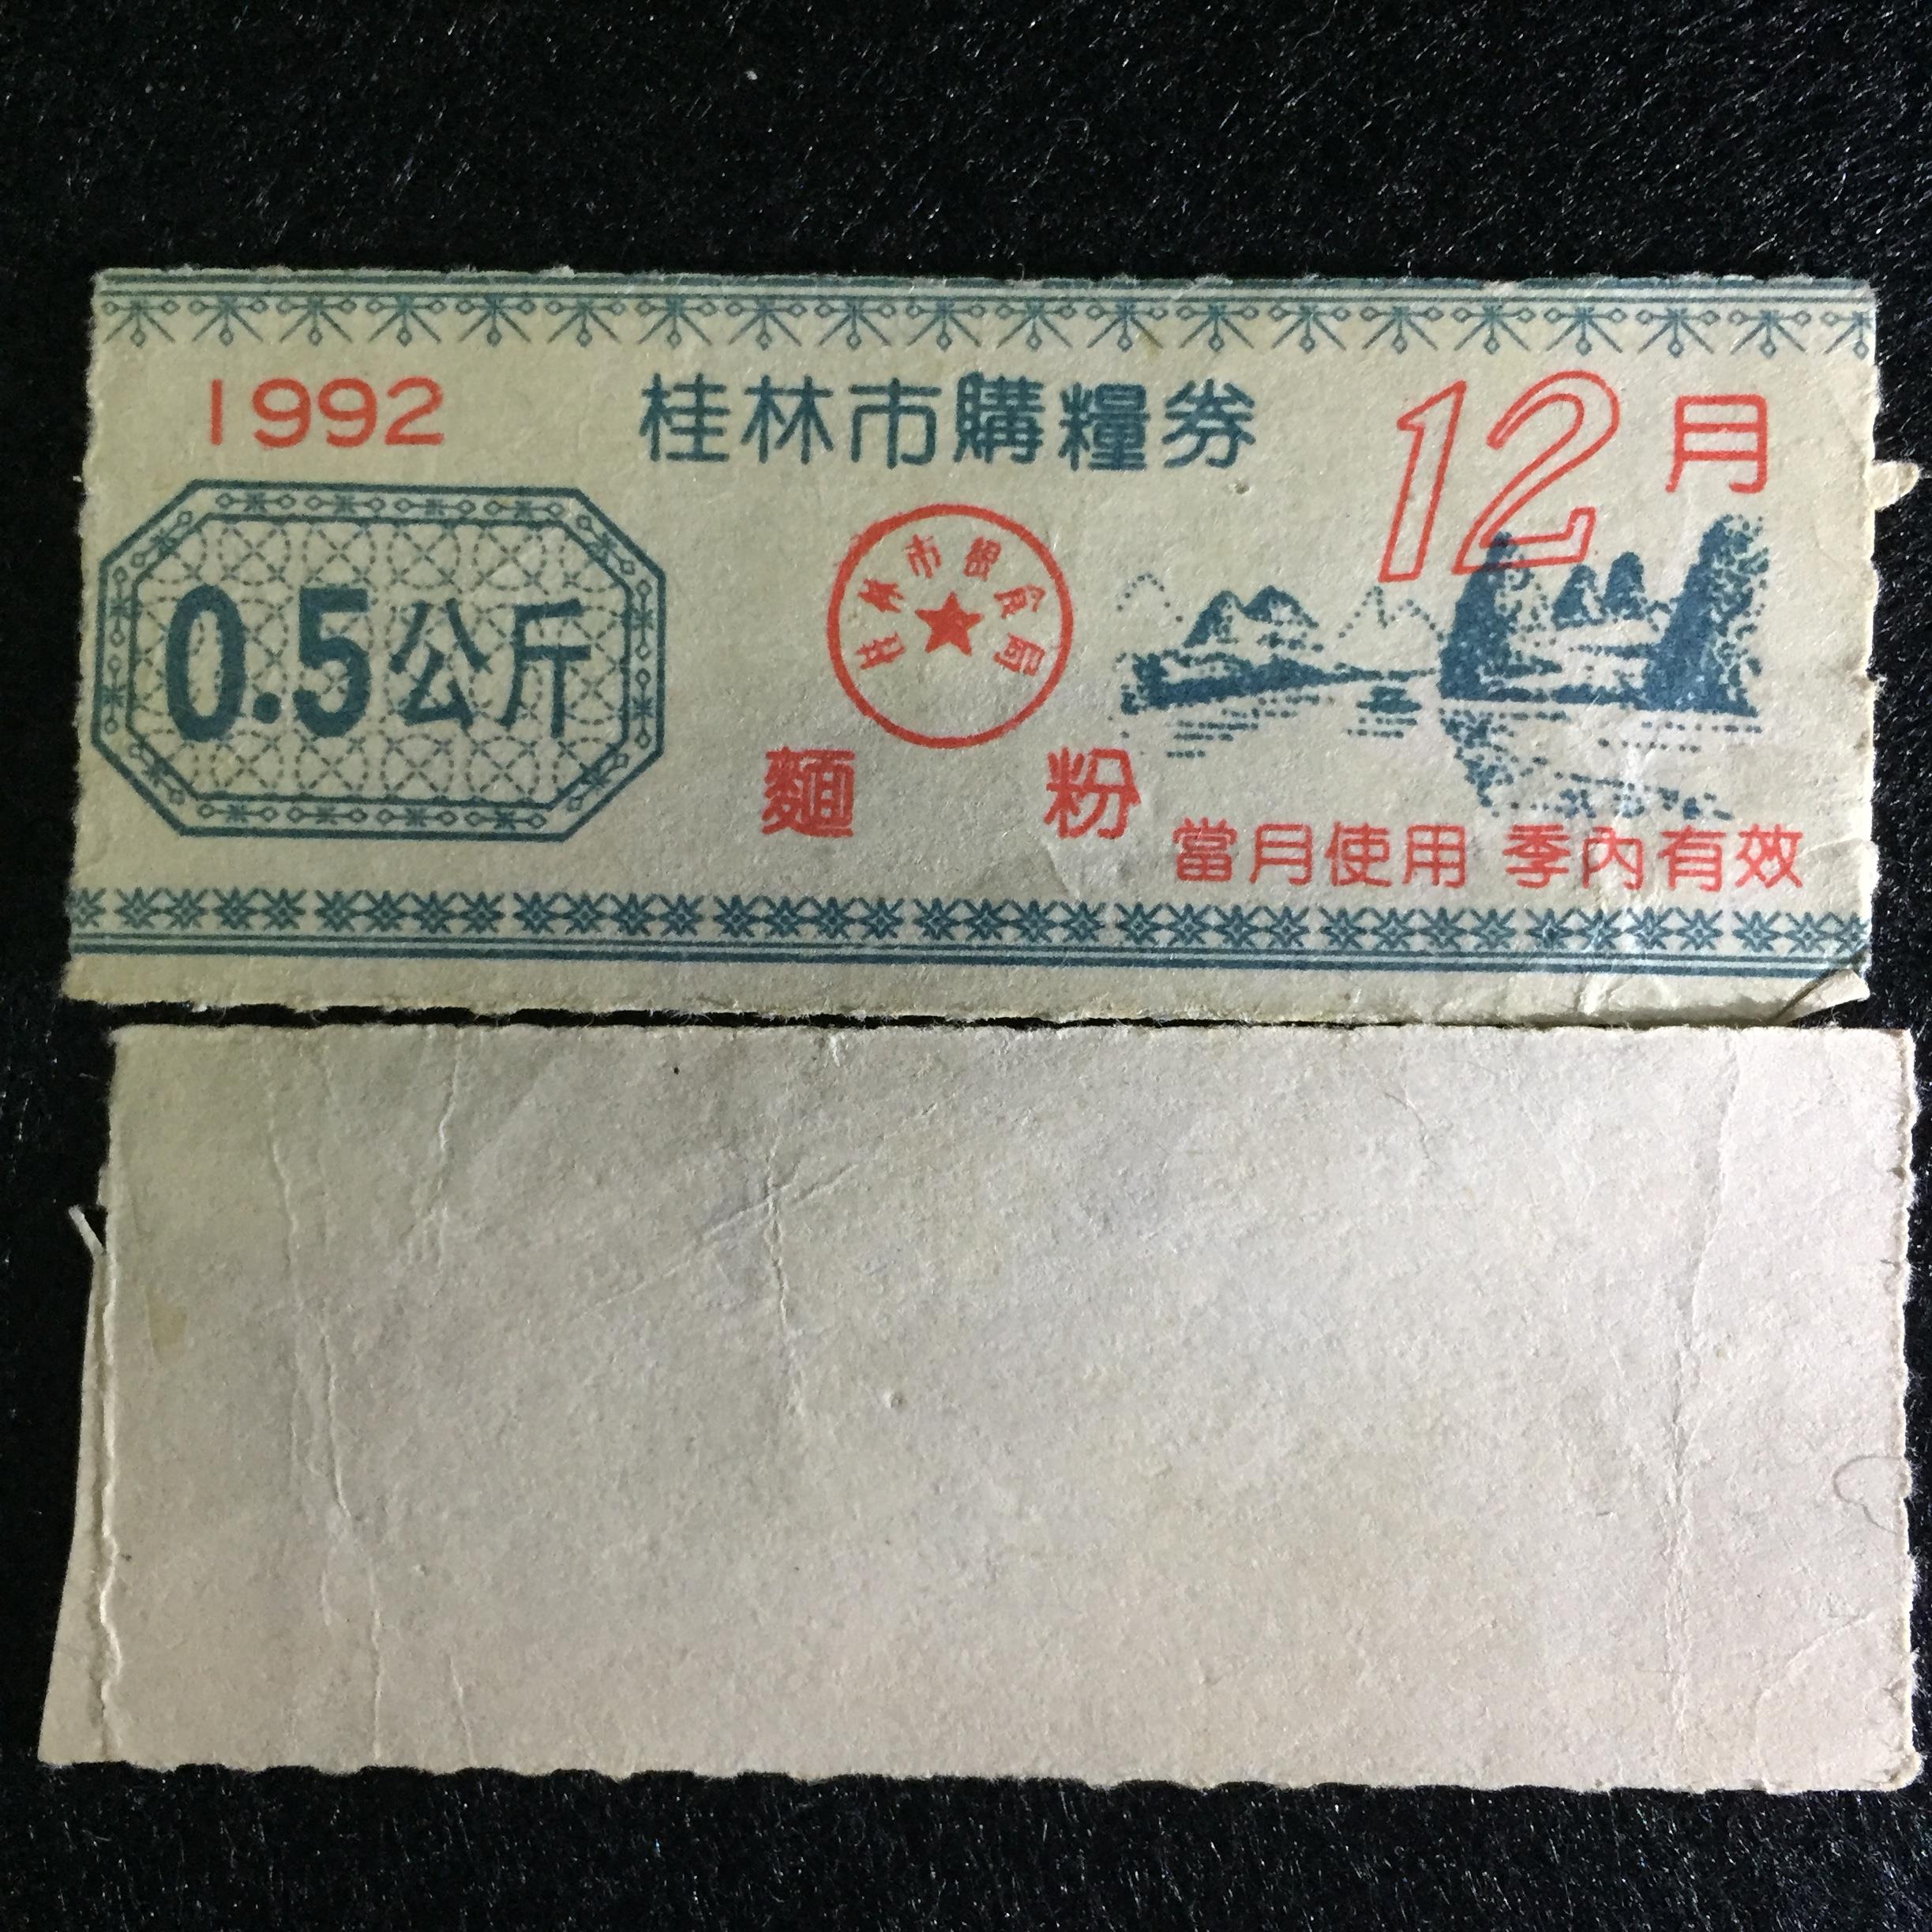 1992 桂林市購糧券 12月
0.5公斤
桂林市粮食局
麵粉
當月使用 季內有效